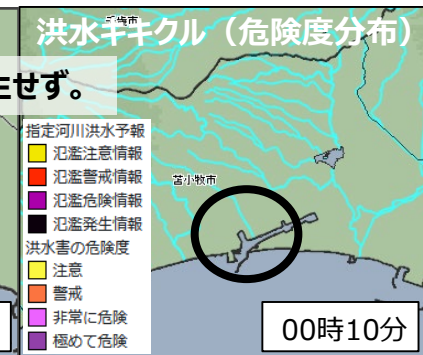 洪水キキクル（危険度分布）
千歳市
生せず。
指定河川洪水予報
氾濫注意情報
氾濫警戒情報
氾濫危険情報
氾濫発生情報
洪水害の危険度
注意
警戒
非常に危険
極めて危険
苫小牧市
00時10分